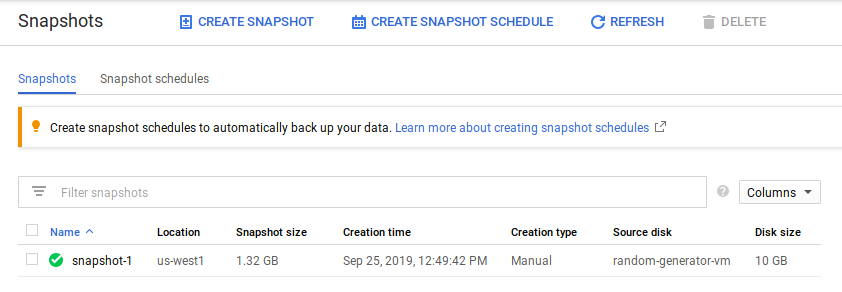 Snapshots CREATE SNAPSHOT CREATE SNAPSHOT SCHEDULE REFRESH DELETE
Snapshots Snapshot schedules
Create snapshot schedules to automatically back up your data. Learn more about creating snapshot schedules
Filter snapshots ? Columns
Name Location Snapshot size Creation time Creation type Source disk Disk size
snapshot-1 us-west1 1.32 GB Sep 25, 2019, 12:49:42 PM Manual random-generator-vm 10 GB